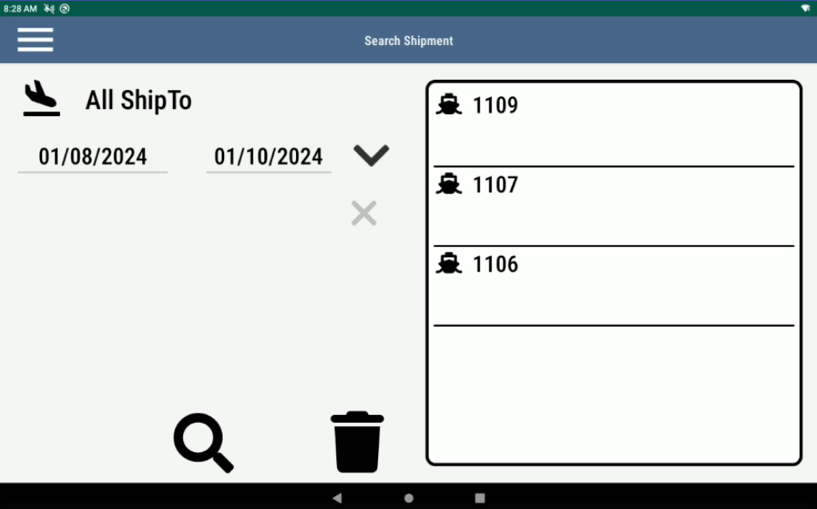 8:28 AM
Search Shipment
All ShipTo
01/08/2024 01/10/2024
1109
1107
1106